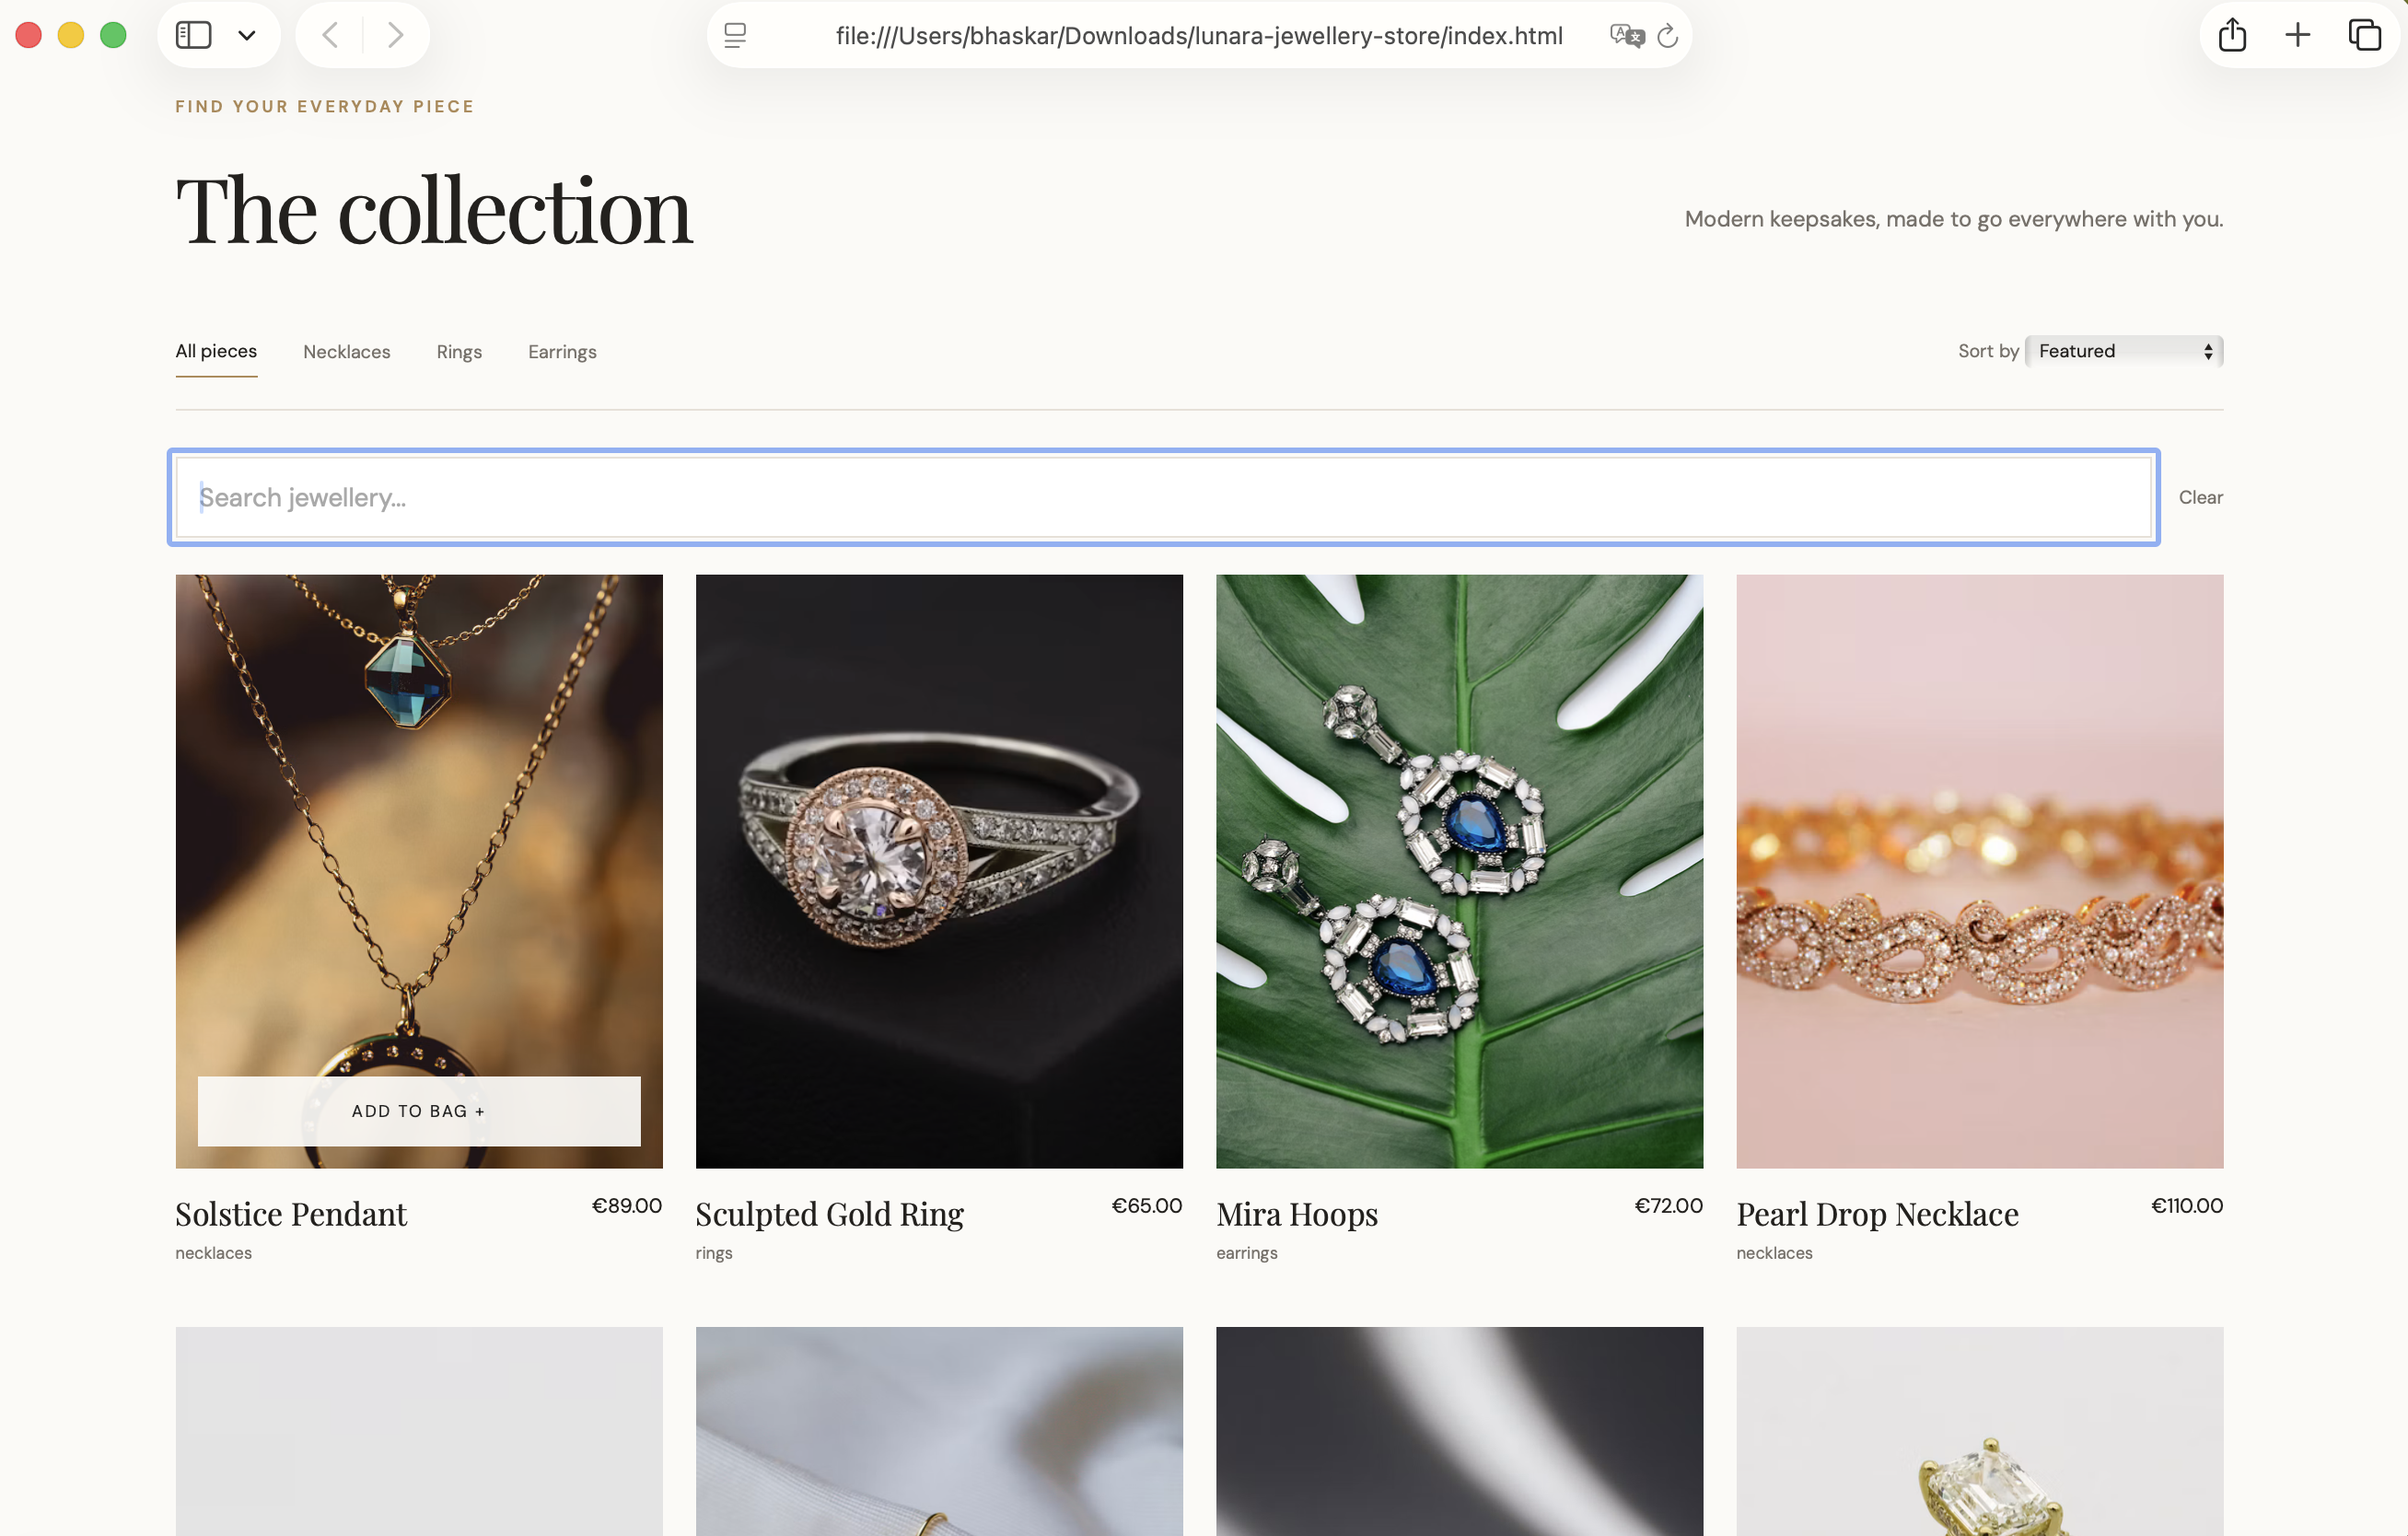 file:///Users/bhaskar/Downloads/lunara-jewellery-store/index.html
FIND YOUR EVERYDAY PIECE
The collection
Modern keepsakes, made to go everywhere with you.
All pieces Necklaces Rings Earrings
Sort by Featured
Search jewellery...
Clear
ADD TO BAG +
Solstice Pendant €89.00
necklaces
Sculpted Gold Ring €65.00
rings
Mira Hoops €72.00
earrings
Pearl Drop Necklace €110.00
necklaces